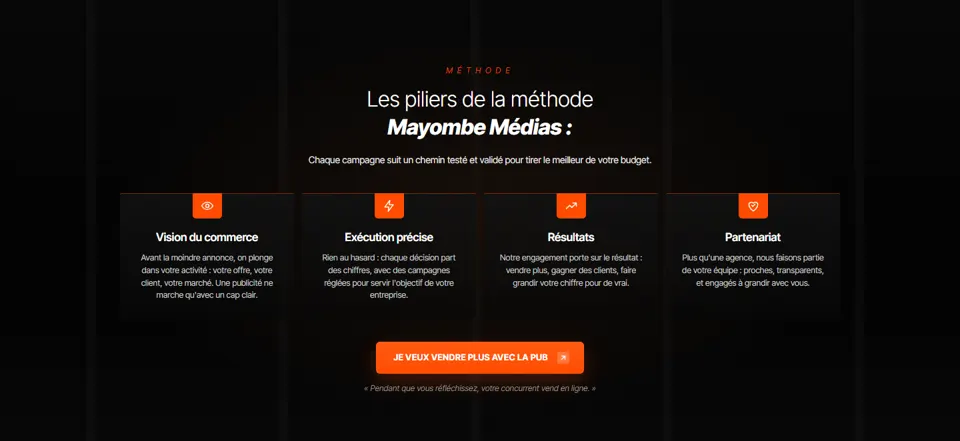 MÉTHODE
Les piliers de la méthode
Mayombe Médias :
Chaque campagne suit un chemin testé et validé pour tirer le meilleur de votre budget.
Vision du commerce
Avant la moindre annonce, on plonge
dans votre activité : votre offre, votre
client, votre marché. Une publicité ne
marche qu'avec un cap clair.
Exécution précise
Rien au hasard : chaque décision part
des chiffres, avec des campagnes
réglées pour servir l'objectif de votre
entreprise.
Résultats
Notre engagement porte sur le résultat :
vendre plus, gagner des clients, faire
grandir votre chiffre pour de vrai.
Partenariat
Plus qu'une agence, nous faisons partie
de votre équipe : proches, transparents,
et engagés à grandir avec vous.
JE VEUX VENDRE PLUS AVEC LA PUB
« Pendant que vous réfléchissez, votre concurrent vend en ligne. »